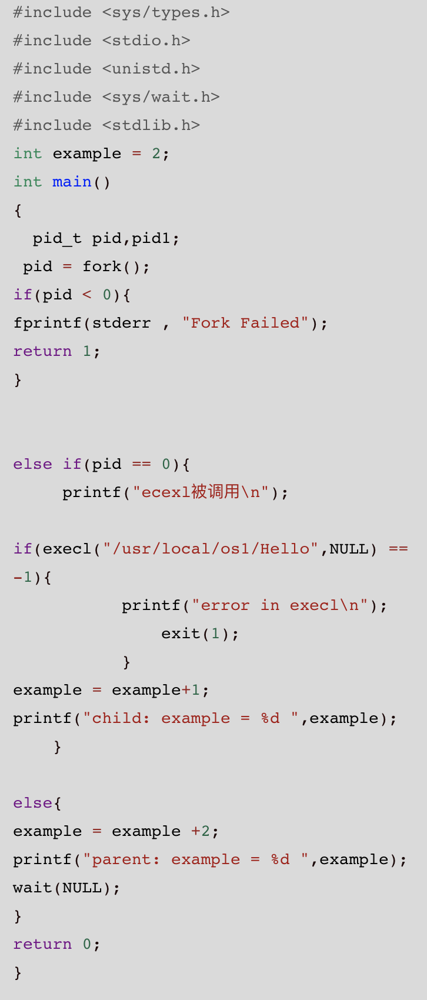 #include <sys/types.h>
#include <stdio.h>
#include <unistd.h>
#include <sys/wait.h>
#include <stdlib.h>
int example = 2;
int main()
{
  pid_t pid,pid1;
 pid = fork();
if(pid < 0){
fprintf(stderr , "Fork Failed");
return 1;
}
else if(pid == 0){
     printf("ecexl被调用\n");
if(execl("/usr/local/os1/Hello",NULL) ==
-1){
           printf("error in execl\n");
               exit(1);
           }
example = example+1;
printf("child: example = %d ",example);
    }
else{
example = example +2;
printf("parent: example = %d ",example);
wait(NULL);
}
return 0;
}